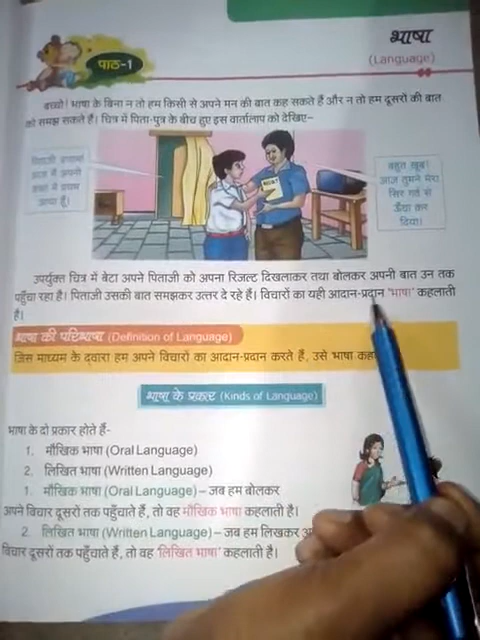 पाठ-1
भाषा
(Language)
बच्चो! भाषा के बिना न तो हम किसी से अपने मन की बात कह सकते हैं और न तो हम दूसरों की बात
को समझ सकते हैं। चित्र में पिता-पुत्र के बीच हुए इस वार्तालाप को देखिए–
पिताजी
आज मैं अपनी
कक्षा में प्रथम
आया हूँ।
बहुत खूब!
आज तुमने मेरा
सिर गर्व से
ऊँचा कर
दिया।
उपर्युक्त चित्र में बेटा अपने पिताजी को अपना रिजल्ट दिखलाकर तथा बोलकर अपनी बात उन तक
पहुँचा रहा है। पिताजी उसकी बात समझकर उत्तर दे रहे हैं। विचारों का यही आदान-प्रदान 'भाषा' कहलाती
है।
भाषा की परिभाषा (Definition of Language)
जिस माध्यम के द्वारा हम अपने विचारों का आदान-प्रदान करते हैं, उसे भाषा
भाषा के प्रकार (Kinds of Language)
भाषा के दो प्रकार होते हैं-
1. मौखिक भाषा (Oral Language)
2. लिखित भाषा (Written Language)
1. मौखिक भाषा (Oral Language) – जब हम बोलकर
अपने विचार दूसरों तक पहुँचाते हैं, तो वह मौखिक भाषा कहलाती है।
2. लिखित भाषा (Written Language) – जब हम लिखकर
विचार दूसरों तक पहुँचाते हैं, तो वह 'लिखित भाषा' कहलाती है।